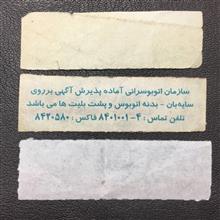 سازمان اتوبوسرانی آماده پذیرش آگهی برروی
سایه‌بان - بدنه اتوبوس و پشت بلیت ها می باشد
تلفن تماس : ۴-۸۴۰۱۰۰۱ فاکس : ۸۴۲۰۵۸۰